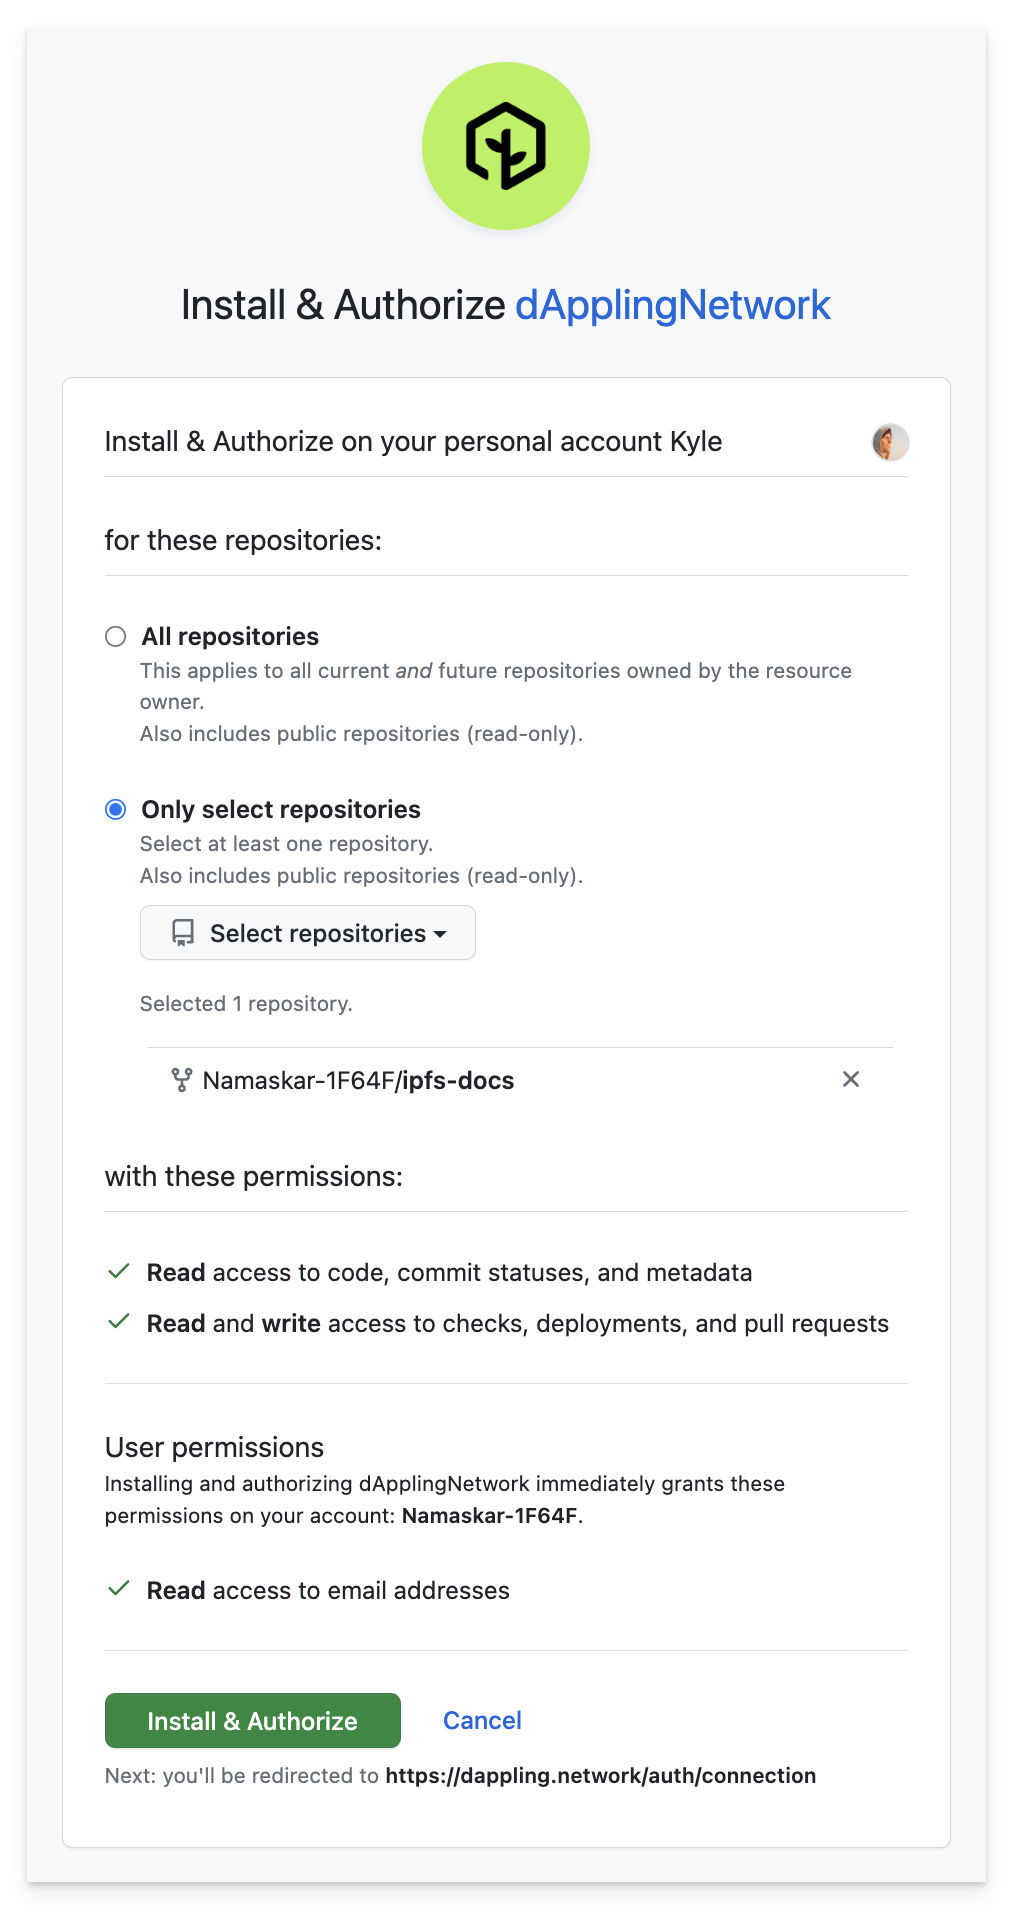 Install & Authorize dApplingNetwork
Install & Authorize on your personal account Kyle
for these repositories:
All repositories
This applies to all current and future repositories owned by the resource
owner.
Also includes public repositories (read-only).
Only select repositories
Select at least one repository.
Also includes public repositories (read-only).
Select repositories
Selected 1 repository.
Namaskar-1F64F/ipfs-docs
with these permissions:
Read access to code, commit statuses, and metadata
Read and write access to checks, deployments, and pull requests
User permissions
Installing and authorizing dApplingNetwork immediately grants these
permissions on your account: Namaskar-1F64F.
Read access to email addresses
Install & Authorize Cancel
Next: you'll be redirected to https://dappling.network/auth/connection